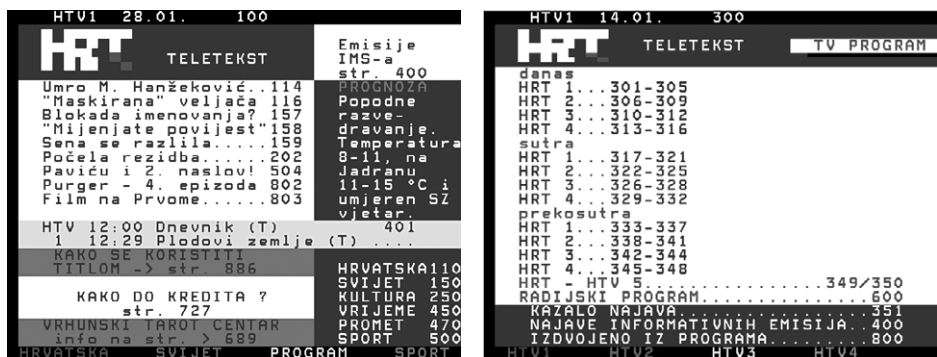 HTV1 28.01. 100
HRT TELETEKST
Emisije
IMS-a
str. 400
Umro M. Hanžeković..114
"Maskirana" veljača 116
Blokada imenovanja? 157
"Mijenjate povijest"158
Sena se razlila.....159
Počela rezidba......202
Paviću i 2. naslov! 504
Purger - 4. epizoda 802
Film na Prvome......803
PROGNOZA
Popodne
razve-
dravanje.
Temperatura
8-11, na
Jadranu
11-15 °C i
umjeren SZ
vjetar.
HTV 12:00 Dnevnik (T) 401
1 12:29 Plodovi zemlje (T) ....
KAKO SE KORISTITI
TITLOM -> str. 886
KAKO DO KREDITA ?
str. 727
VRHUNSKI TAROT CENTAR
info na str. > 689
HRVATSKA110
SVIJET 150
KULTURA 250
VRIJEME 450
PROMET 470
SPORT 500
HRVATSKA SVIJET PROGRAM SPORT
HTV1 14.01. 300
HRT TELETEKST TV PROGRAM
danas
HRT 1...301-305
HRT 2...306-309
HRT 3...310-312
HRT 4...313-316
sutra
HRT 1...317-321
HRT 2...322-325
HRT 3...326-328
HRT 4...329-332
prekosutra
HRT 1...333-337
HRT 2...338-341
HRT 3...342-344
HRT 4...345-348
HRT - HTV 5................349/350
RADIJSKI PROGRAM...............600
KAZALO NAJAVA................351
NAJAVE INFORMATIVNIH EMISIJA..400
IZDVOJENO IZ PROGRAMA.........800
HTV1 HTV2 HTV3 HTV4